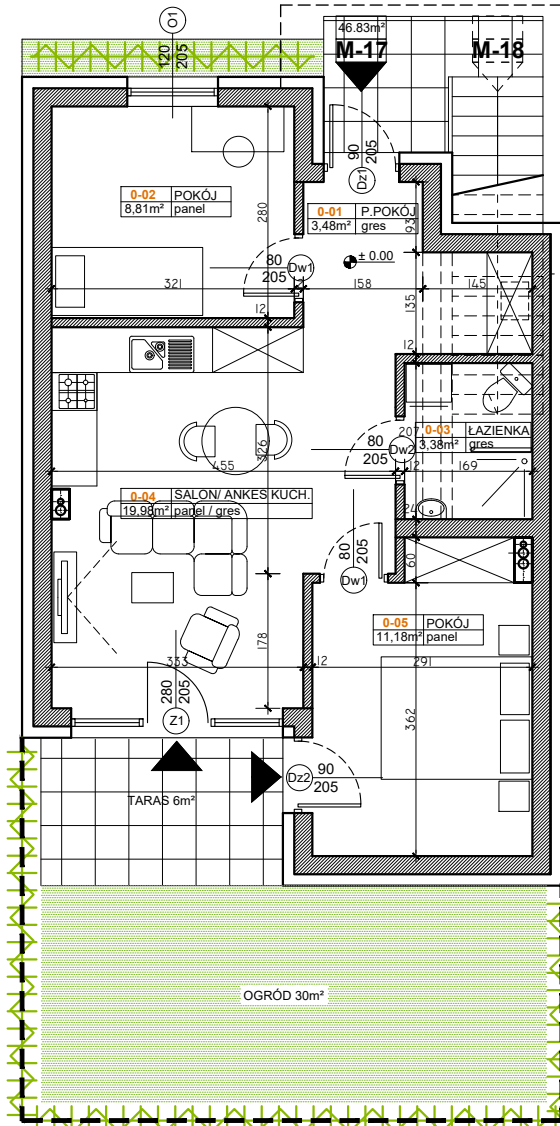 O1
120
205
46.83m²
M-17
M-18
90
205
Dz1
0-02 POKÓJ
8,81m² panel
280
0-01 P.POKÓJ
3,48m² gres
93
± 0.00
80
205
Dw1
321
158
145
135
12
12
326
455
207
0-03 ŁAZIENKA
3,38m² gres
80
205
Dw2
12
169
24
0-04 SALON/ ANKES KUCH.
19,98m² panel / gres
80
205
Dw1
60
0-05 POKÓJ
11,18m² panel
178
333
12
291
280
205
Z1
362
90
205
Dz2
TARAS 6m²
OGRÓD 30m²